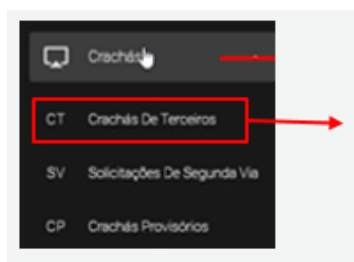 Crachás
CT Crachás De Terceiros
SV Solicitações De Segunda Via
CP Crachás Provisórios